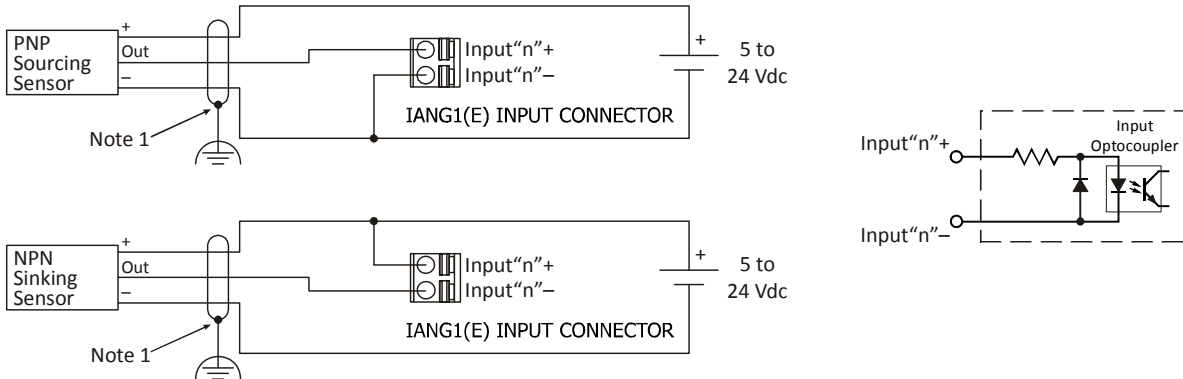 +
PNP
Sourcing
Sensor
Out
–
Note 1
Input“n”+
Input“n”–
IANG1(E) INPUT CONNECTOR
+
5 to
24 Vdc
Input
Optocoupler
Input“n”+
Input“n”–
+
NPN
Sinking
Sensor
Out
–
Note 1
Input“n”+
Input“n”–
IANG1(E) INPUT CONNECTOR
+
5 to
24 Vdc